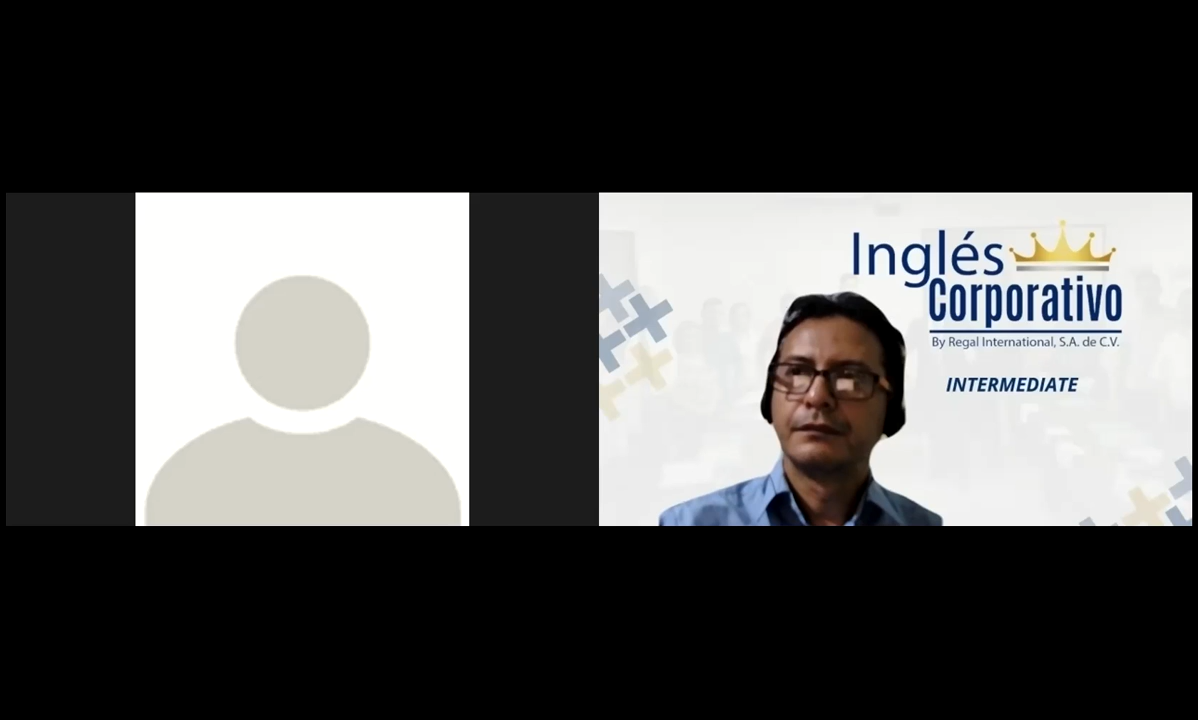 Inglés
Corporativo
By Regal International, S.A. de C.V.
INTERMEDIATE